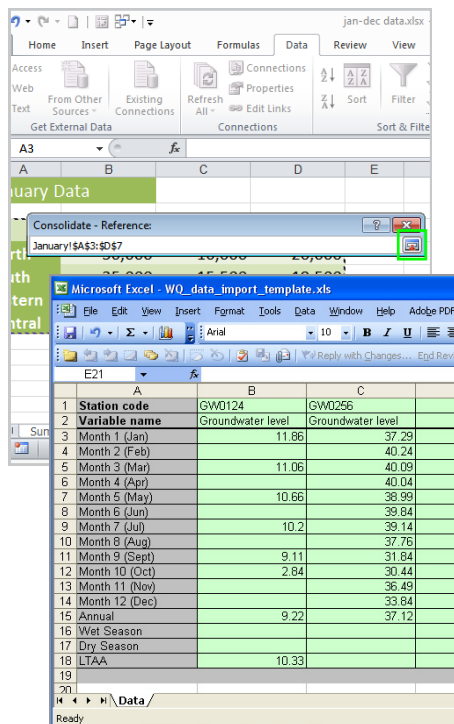 jan-dec data.xlsx
Home Insert Page Layout Formulas Data Review View
Access
Web
Text
From Other Sources
Existing Connections
Refresh All
Connections
Properties
Edit Links
Sort
Filter
Get External Data Connections Sort & Filte
A3 fx
A B C D E
uary Data
Consolidate - Reference:
January!$A$3:$D$7
uth
tern
ntral
Microsoft Excel - WQ_data_import_template.xls
File Edit View Insert Format Tools Data Window Help Adobe PDF
Arial 10 B I U
Reply with Changes... End Rev
E21 fx
A B C
1 Station code GW0124 GW0256
2 Variable name Groundwater level Groundwater level
3 Month 1 (Jan) 11.86 37.29
4 Month 2 (Feb) 40.24
5 Month 3 (Mar) 11.06 40.09
6 Month 4 (Apr) 40.04
7 Month 5 (May) 10.66 38.99
8 Month 6 (Jun) 39.84
9 Month 7 (Jul) 10.2 39.14
10 Month 8 (Aug) 37.76
11 Month 9 (Sept) 9.11 31.84
12 Month 10 (Oct) 2.84 30.44
13 Month 11 (Nov) 36.49
14 Month 12 (Dec) 33.84
15 Annual 9.22 37.12
16 Wet Season
17 Dry Season
18 LTAA 10.33
19
20
Data
Ready